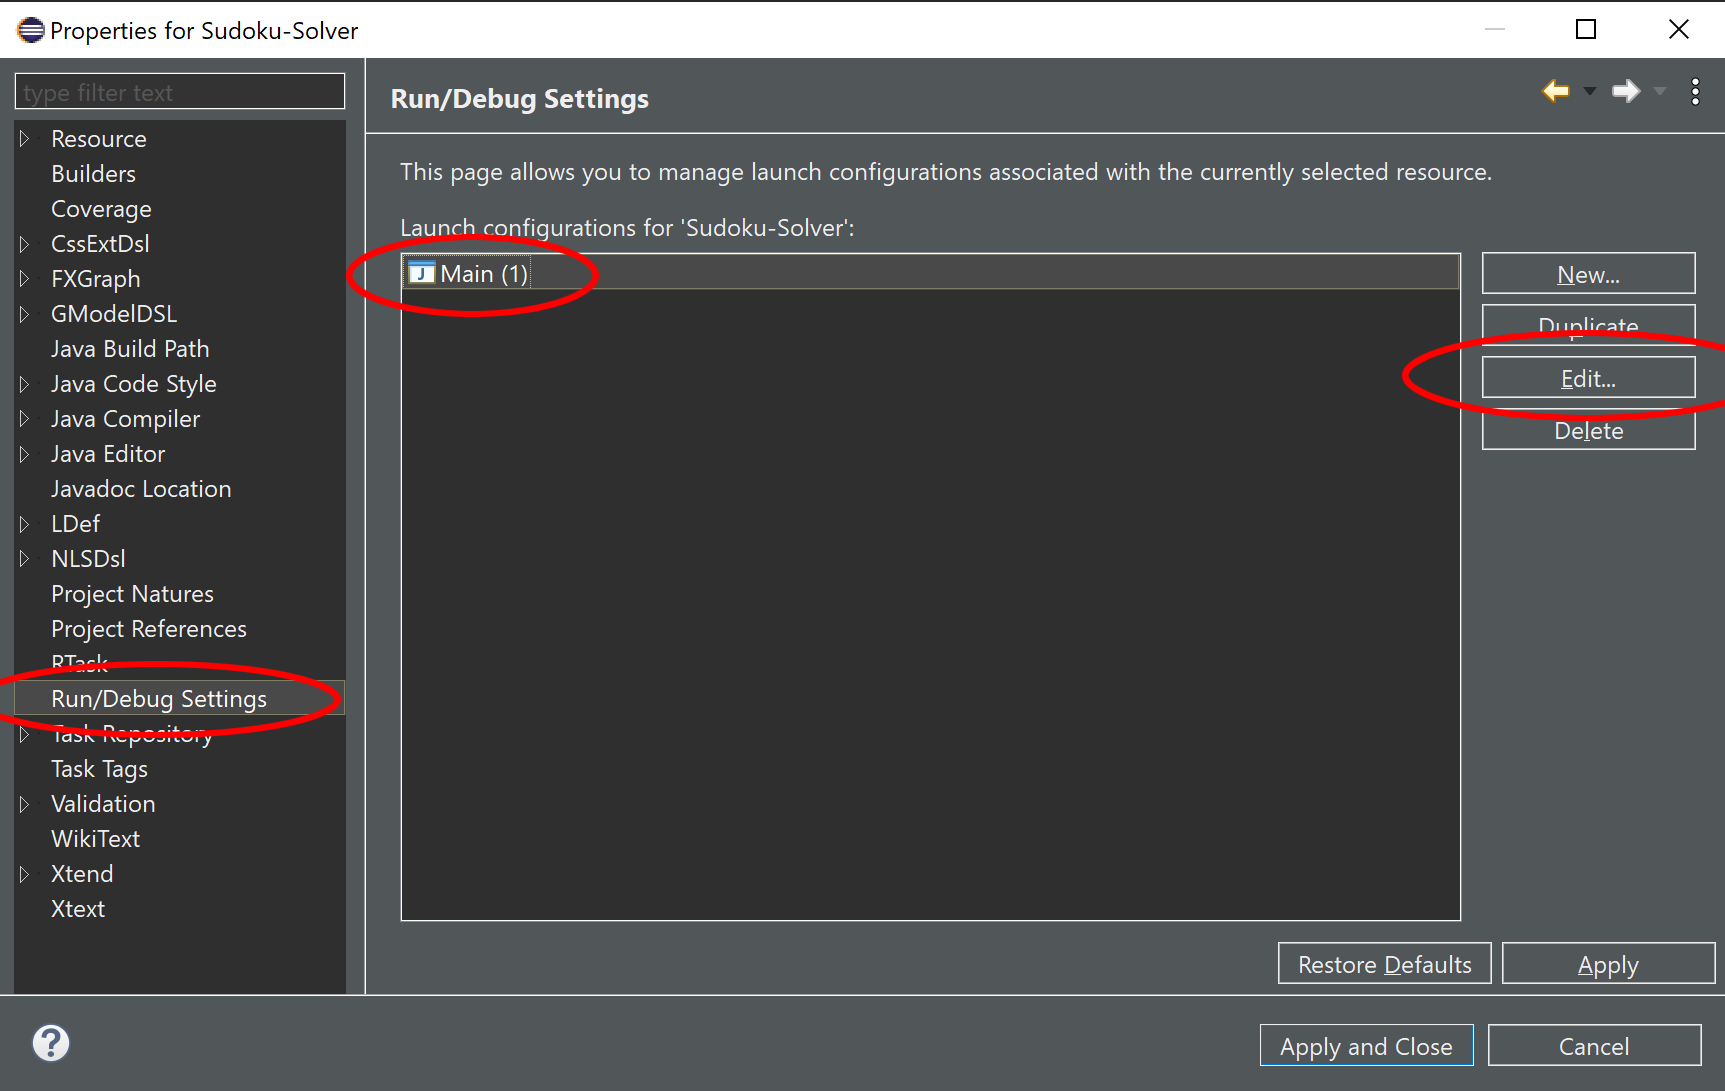 Properties for Sudoku-Solver
type filter text
Resource
Builders
Coverage
CssExtDsl
FXGraph
GModelDSL
Java Build Path
Java Code Style
Java Compiler
Java Editor
Javadoc Location
LDef
NLSDsl
Project Natures
Project References
RTask
Run/Debug Settings
Task Repository
Task Tags
Validation
WikiText
Xtend
Xtext
Run/Debug Settings
This page allows you to manage launch configurations associated with the currently selected resource.
Launch configurations for 'Sudoku-Solver':
J Main (1)
New...
Duplicate
Edit...
Delete
Restore Defaults
Apply
?
Apply and Close
Cancel